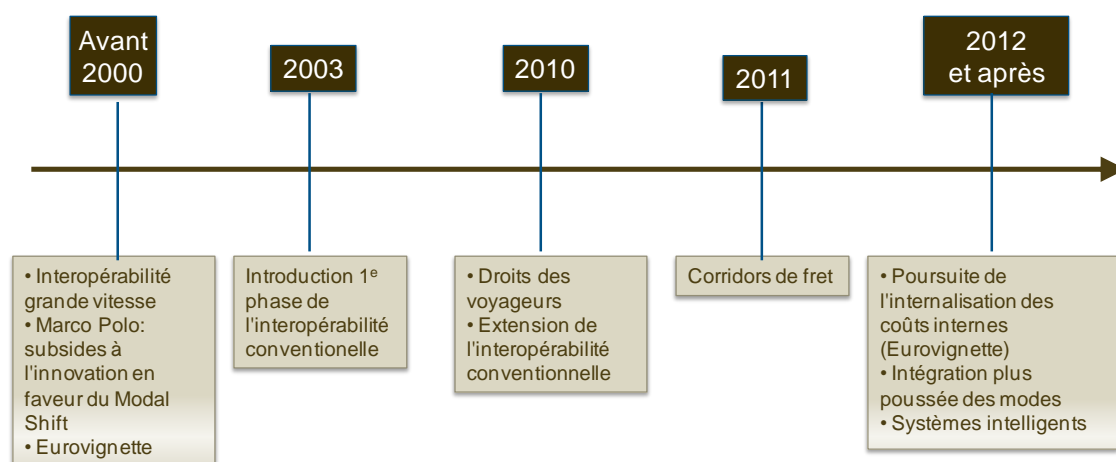 Avant
2000
2003
2010
2011
2012
et après
• Interopérabilité
grande vitesse
• Marco Polo:
subsides à
l'innovation en
faveur du Modal
Shift
• Eurovignette
Introduction 1e
phase de
l'interopérabilité
conventionelle
• Droits des
voyageurs
• Extension de
l'interopérabilité
conventionnelle
Corridors de fret
• Poursuite de
l'internalisation des
coûts internes
(Eurovignette)
• Intégration plus
poussée des modes
• Systèmes intelligents